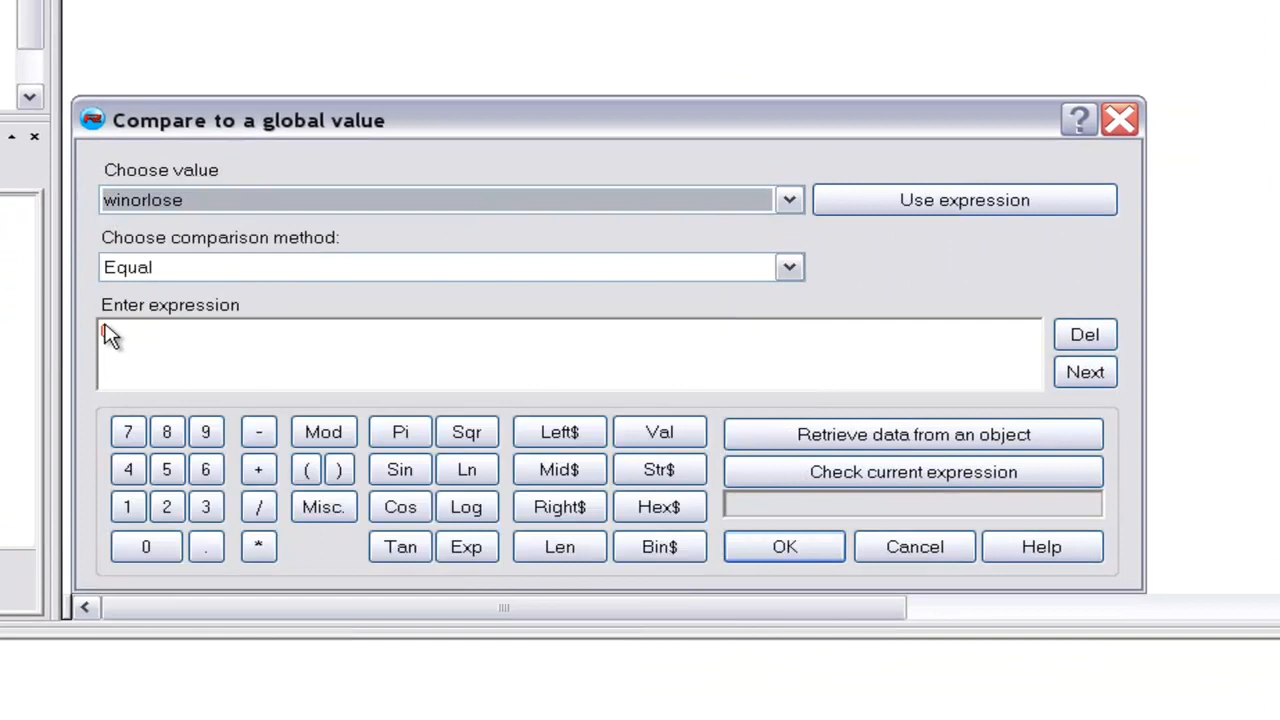 Compare to a global value
Choose value
winorlose
Use expression
Choose comparison method:
Equal
Enter expression
Del
Next
7 8 9 - Mod Pi Sqr Left$ Val
Retrieve data from an object
4 5 6 + ( ) Sin Ln Mid$ Str$
Check current expression
1 2 3 / Misc. Cos Log Right$ Hex$
0 . * Tan Exp Len Bin$
OK Cancel Help